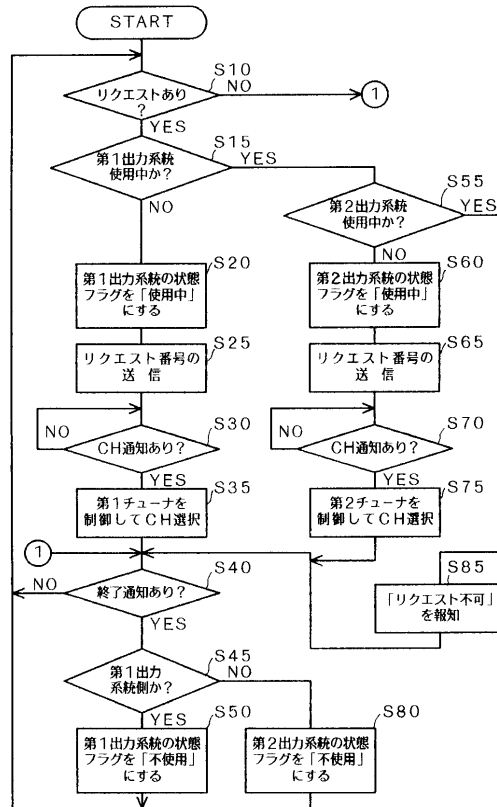 START
S10
リクエストあり
?
NO
①
YES
S15
第1出力系統
使用中か?
YES
NO
S55
第2出力系統
使用中か?
YES
NO
S20
第1出力系統の状態
フラグを「使用中」
にする
S60
第2出力系統の状態
フラグを「使用中」
にする
S25
リクエスト番号の
送 信
S65
リクエスト番号の
送 信
S30
CH通知あり?
NO
YES
S70
CH通知あり?
NO
YES
S35
第1チューナを
制御してCH選択
S75
第2チューナを
制御してCH選択
①
S40
終了通知あり?
NO
YES
S85
「リクエスト不可」
を報知
S45
第1出力
系統側か?
NO
YES
S50
第1出力系統の状態
フラグを「不使用」
にする
S80
第2出力系統の状態
フラグを「不使用」
にする